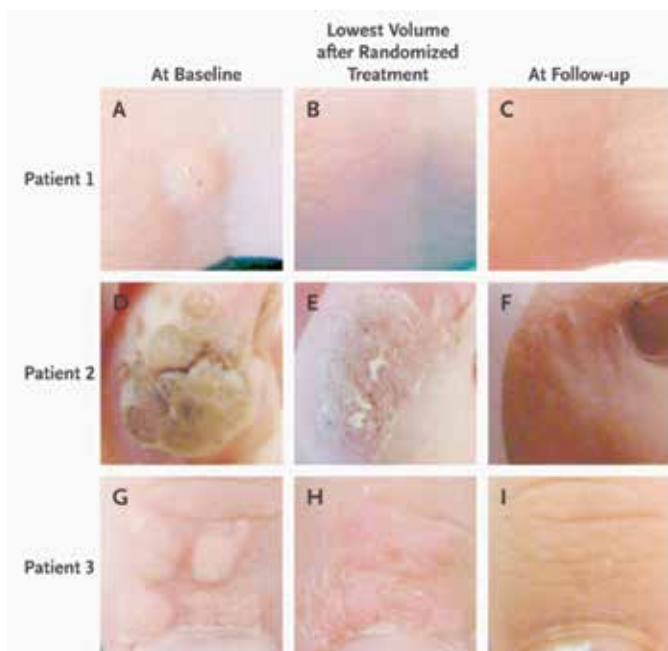 Lowest Volume
after Randomized
At Baseline Treatment At Follow-up
A B C
Patient 1
D E F
Patient 2
G H I
Patient 3